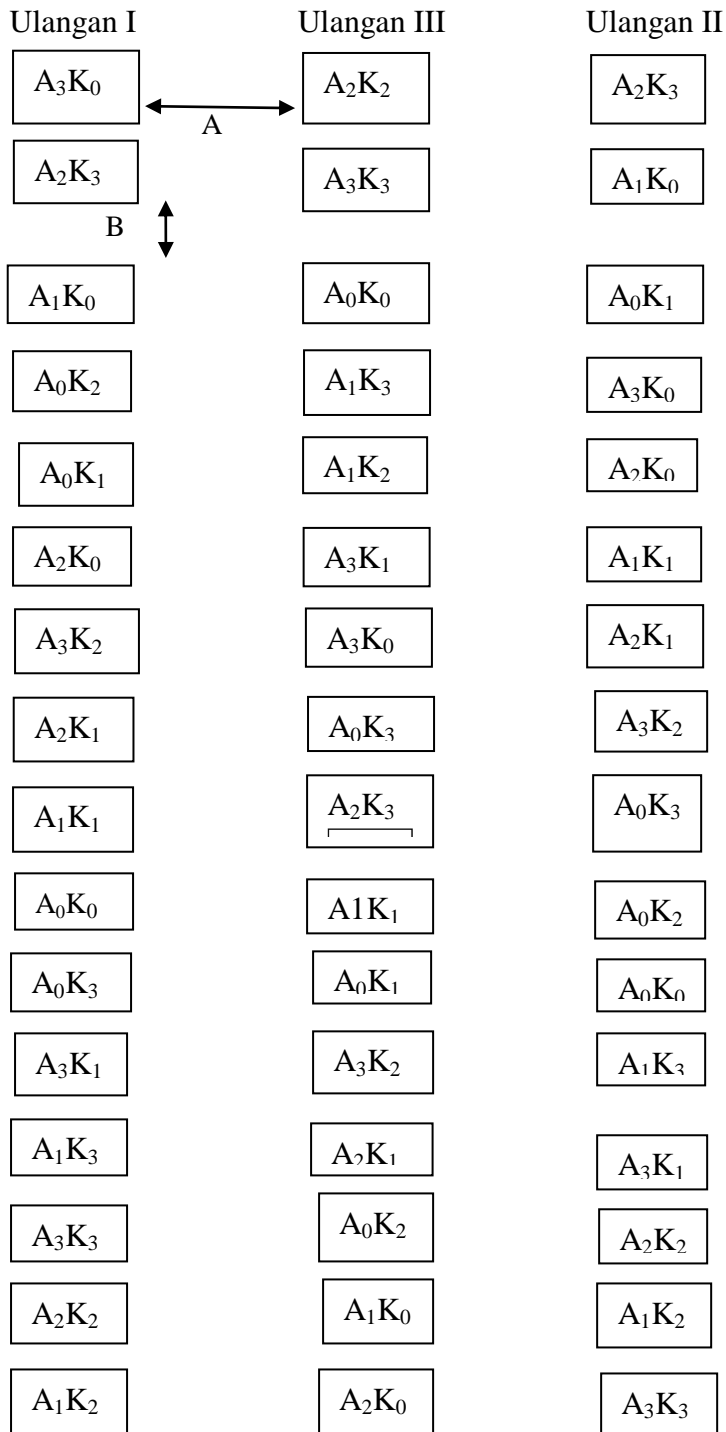 Ulangan I Ulangan III Ulangan II
A₃K₀ A₂K₂ A₂K₃
A
A₂K₃ A₃K₃ A₁K₀
B
A₁K₀ A₀K₀ A₀K₁
A₀K₂ A₁K₃ A₃K₀
A₀K₁ A₁K₂ A₂K₀
A₂K₀ A₃K₁ A₁K₁
A₃K₂ A₃K₀ A₂K₁
A₂K₁ A₀K₃ A₃K₂
A₁K₁ A₂K₃ A₀K₃
A₀K₀ A1K₁ A₀K₂
A₀K₃ A₀K₁ A₀K₀
A₃K₁ A₃K₂ A₁K₃
A₁K₃ A₂K₁ A₃K₁
A₃K₃ A₀K₂ A₂K₂
A₂K₂ A₁K₀ A₁K₂
A₁K₂ A₂K₀ A₃K₃